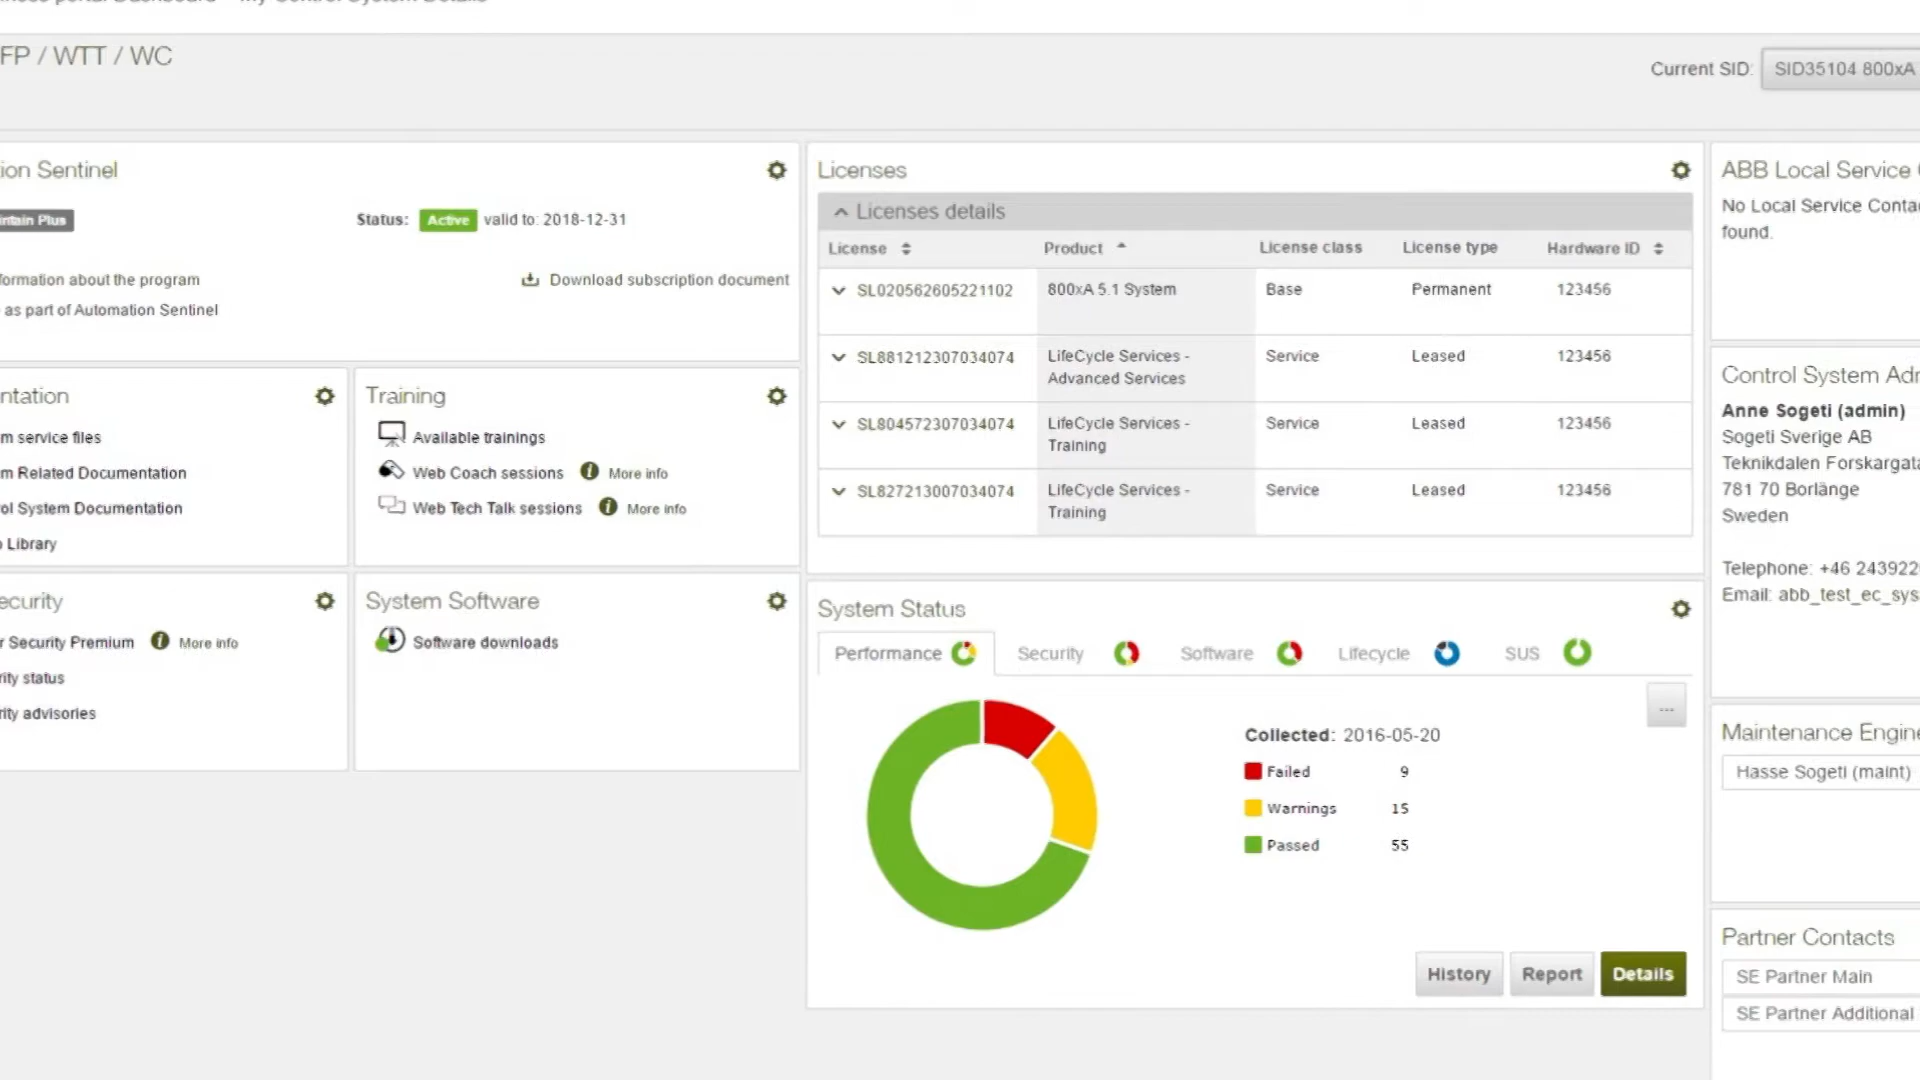 FP / WTT / WC
Current SID: SID35104 800xA
ion Sentinel
intain Plus
Status: Active valid to: 2018-12-31
formation about the program
Download subscription document
as part of Automation Sentinel
ntation
m service files
m Related Documentation
ol System Documentation
Library
Training
Available trainings
Web Coach sessions More info
Web Tech Talk sessions More info
ecurity
r Security Premium More info
rity status
rity advisories
System Software
Software downloads
Licenses
Licenses details
License Product License class License type Hardware ID
SL020562605221102 800xA 5.1 System Base Permanent 123456
SL881212307034074 LifeCycle Services - Service Leased 123456
Advanced Services
SL804572307034074 LifeCycle Services - Service Leased 123456
Training
SL827213007034074 LifeCycle Services - Service Leased 123456
Training
System Status
Performance Security Software Lifecycle SUS
...
Collected: 2016-05-20
Failed 9
Warnings 15
Passed 55
History Report Details
ABB Local Service
No Local Service Contac
found.
Control System Adm
Anne Sogeti (admin)
Sogeti Sverige AB
Teknikdalen Forskargata
781 70 Borlänge
Sweden
Telephone: +46 243922
Email: abb_test_ec_sys
Maintenance Engine
Hasse Sogeti (maint)
Partner Contacts
SE Partner Main
SE Partner Additional